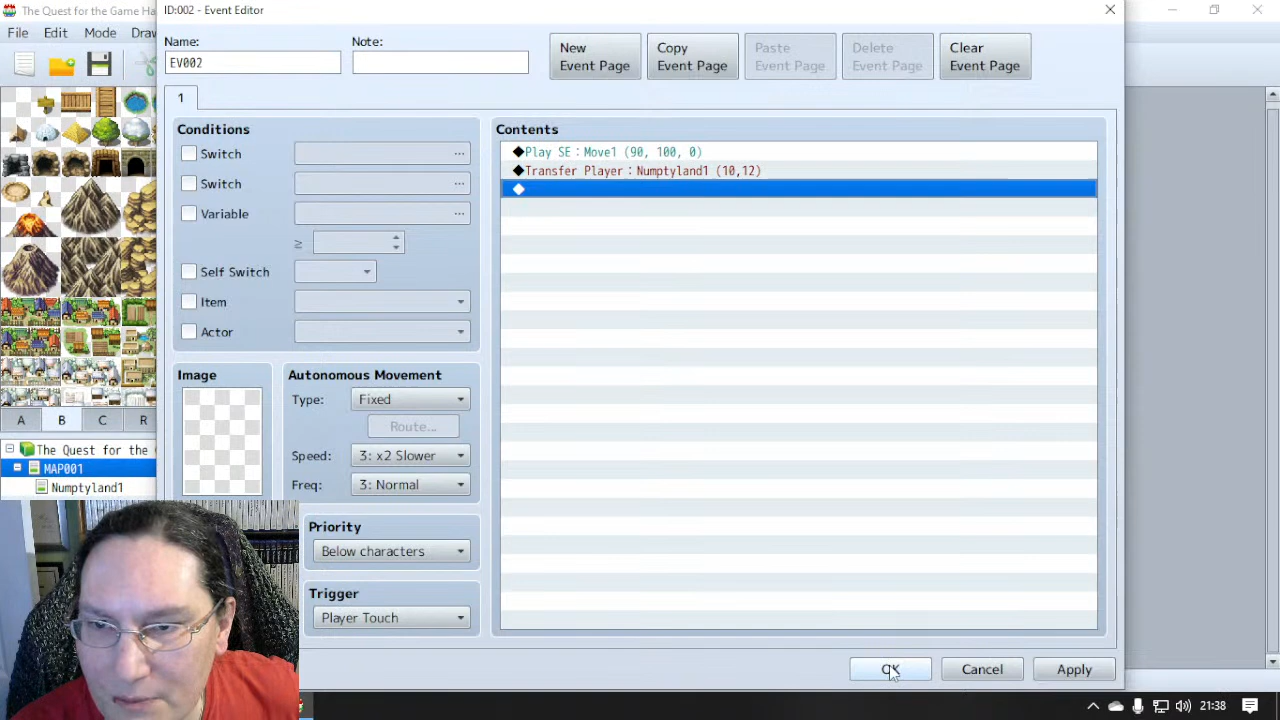 The Quest for the Game Ha
ID:002 - Event Editor
File Edit Mode Draw
Name:
EV002
Note:
New
Event Page
Copy
Event Page
Paste
Event Page
Delete
Event Page
Clear
Event Page
1
Conditions
Switch ...
Switch ...
Variable ...
≥
Self Switch
Item
Actor
Image
Autonomous Movement
Type: Fixed
Route...
Speed: 3: x2 Slower
Freq: 3: Normal
Priority
Below characters
Trigger
Player Touch
Contents
◆Play SE：Move1 (90, 100, 0)
◆Transfer Player：Numptyland1 (10,12)
◆
A B C R
The Quest for the
MAP001
Numptyland1
OK Cancel Apply
21:38